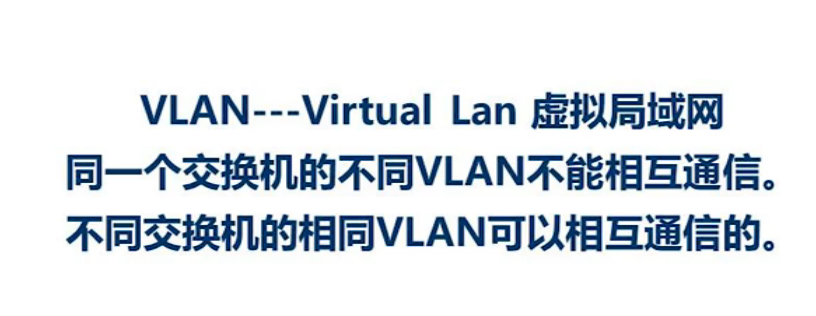 VLAN---Virtual Lan 虚拟局域网
同一个交换机的不同VLAN不能相互通信。
不同交换机的相同VLAN可以相互通信的。